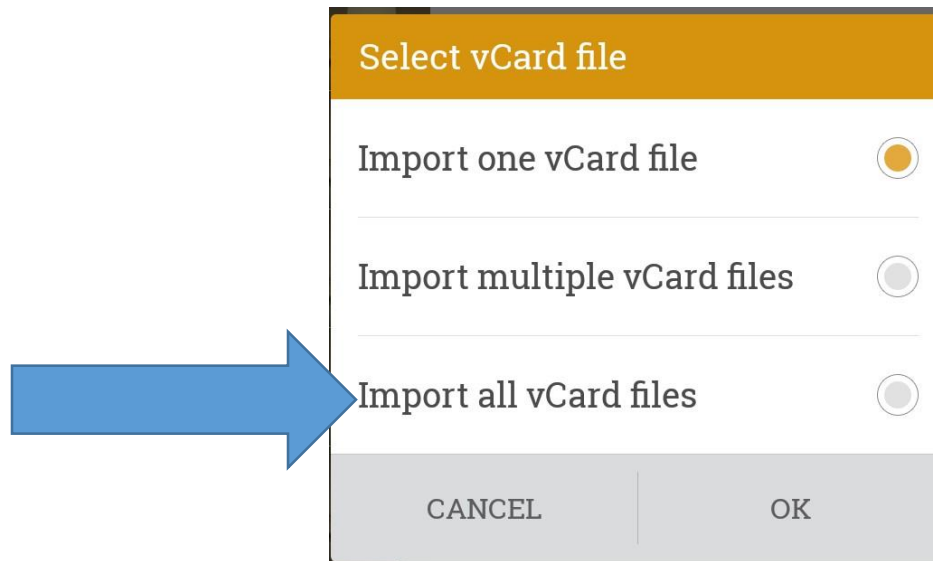 Select vCard file
Import one vCard file
Import multiple vCard files
Import all vCard files
CANCEL OK